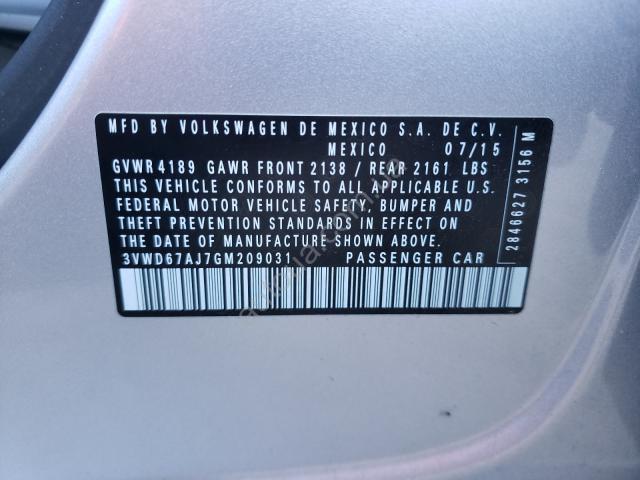 MFD BY VOLKSWAGEN DE MEXICO S.A. DE C.V.
MEXICO 07/15
GVWR 4189 GAWR FRONT 2138 / REAR 2161 LBS
THIS VEHICLE CONFORMS TO ALL APPLICABLE U.S.
FEDERAL MOTOR VEHICLE SAFETY, BUMPER AND
THEFT PREVENTION STANDARDS IN EFFECT ON
THE DATE OF MANUFACTURE SHOWN ABOVE.
3VWD67AJ7GM209031 PASSENGER CAR
2846627 3156 M